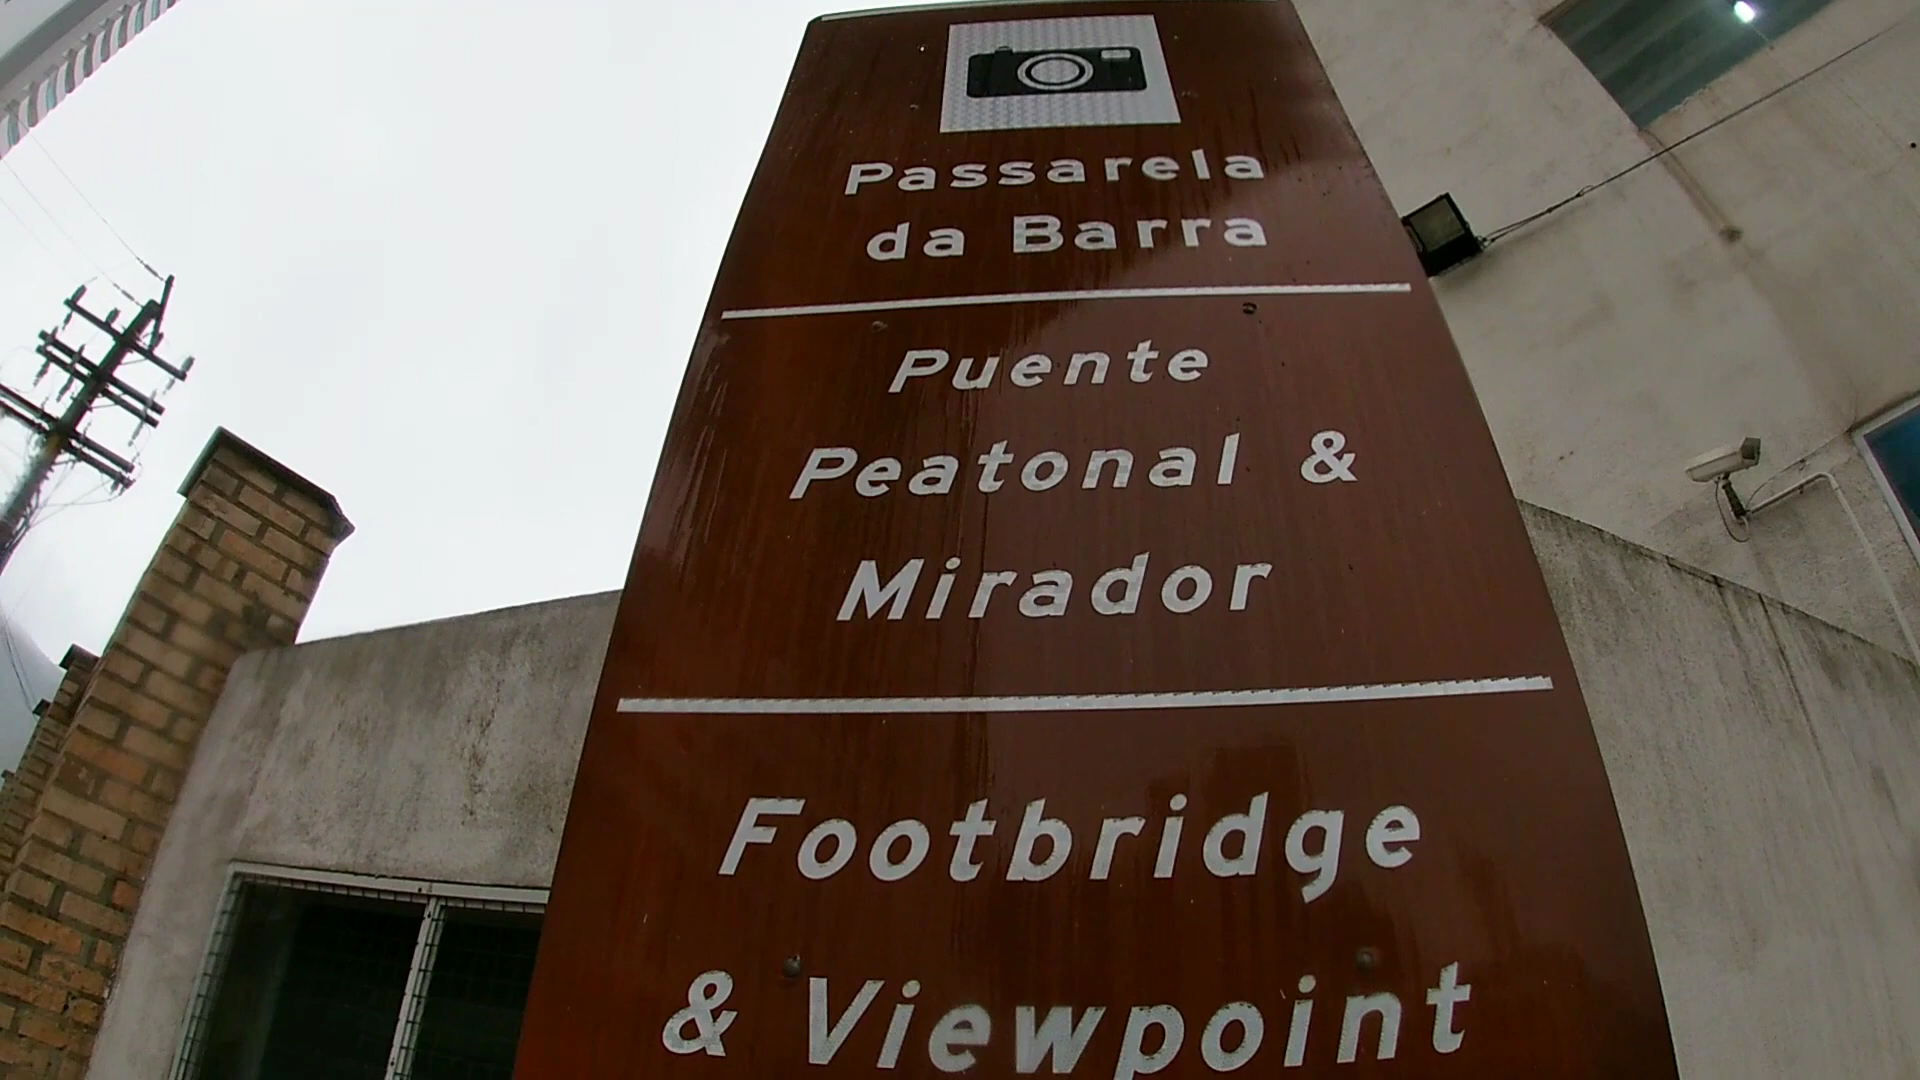 Passarela
da Barra
Puente
Peatonal &
Mirador
Footbridge
& Viewpoint